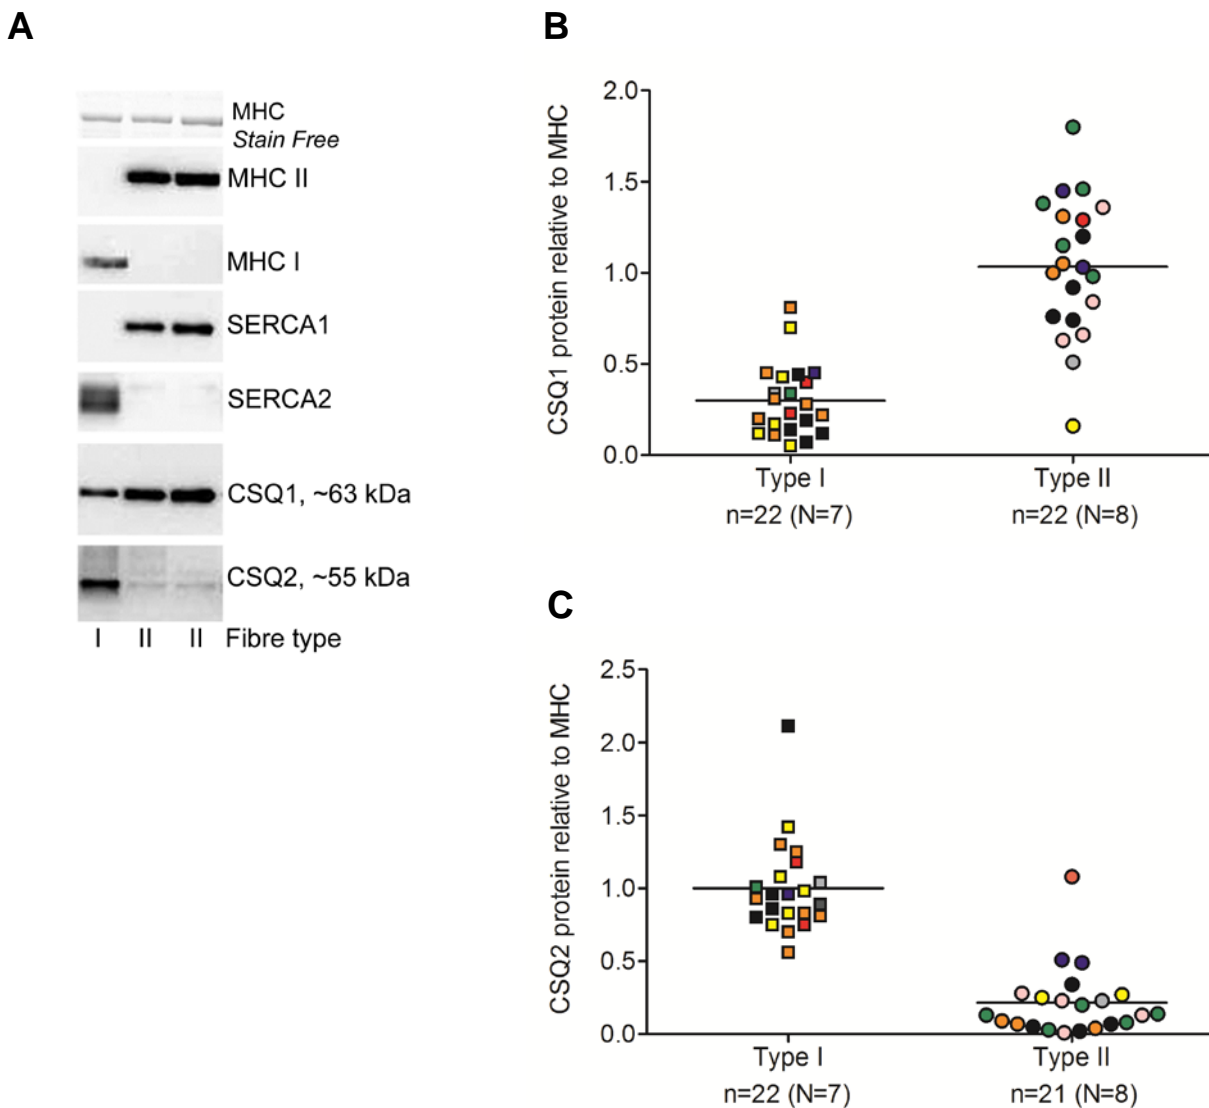 A
MHC
Stain Free
MHC II
MHC I
SERCA1
SERCA2
CSQ1, ~63 kDa
CSQ2, ~55 kDa
I II II Fibre type
B
CSQ1 protein relative to MHC
2.0
1.5
1.0
0.5
0.0
Type I Type II
n=22 (N=7) n=22 (N=8)
C
CSQ2 protein relative to MHC
2.5
2.0
1.5
1.0
0.5
0.0
Type I Type II
n=22 (N=7) n=21 (N=8)